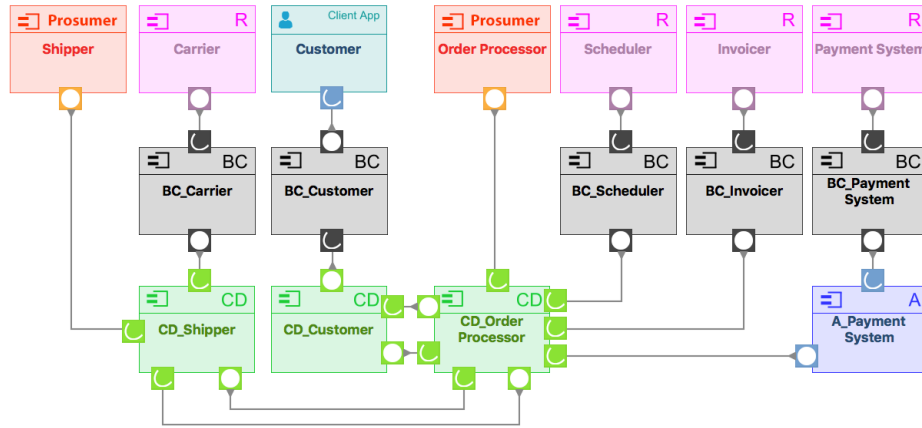 Prosumer
Shipper
R
Carrier
Client App
Customer
Prosumer
Order Processor
R
Scheduler
R
Invoicer
R
Payment System
BC
BC_Carrier
BC
BC_Customer
BC
BC_Scheduler
BC
BC_Invoicer
BC
BC_Payment
System
CD
CD_Shipper
CD
CD_Customer
CD
CD_Order
Processor
A
A_Payment
System